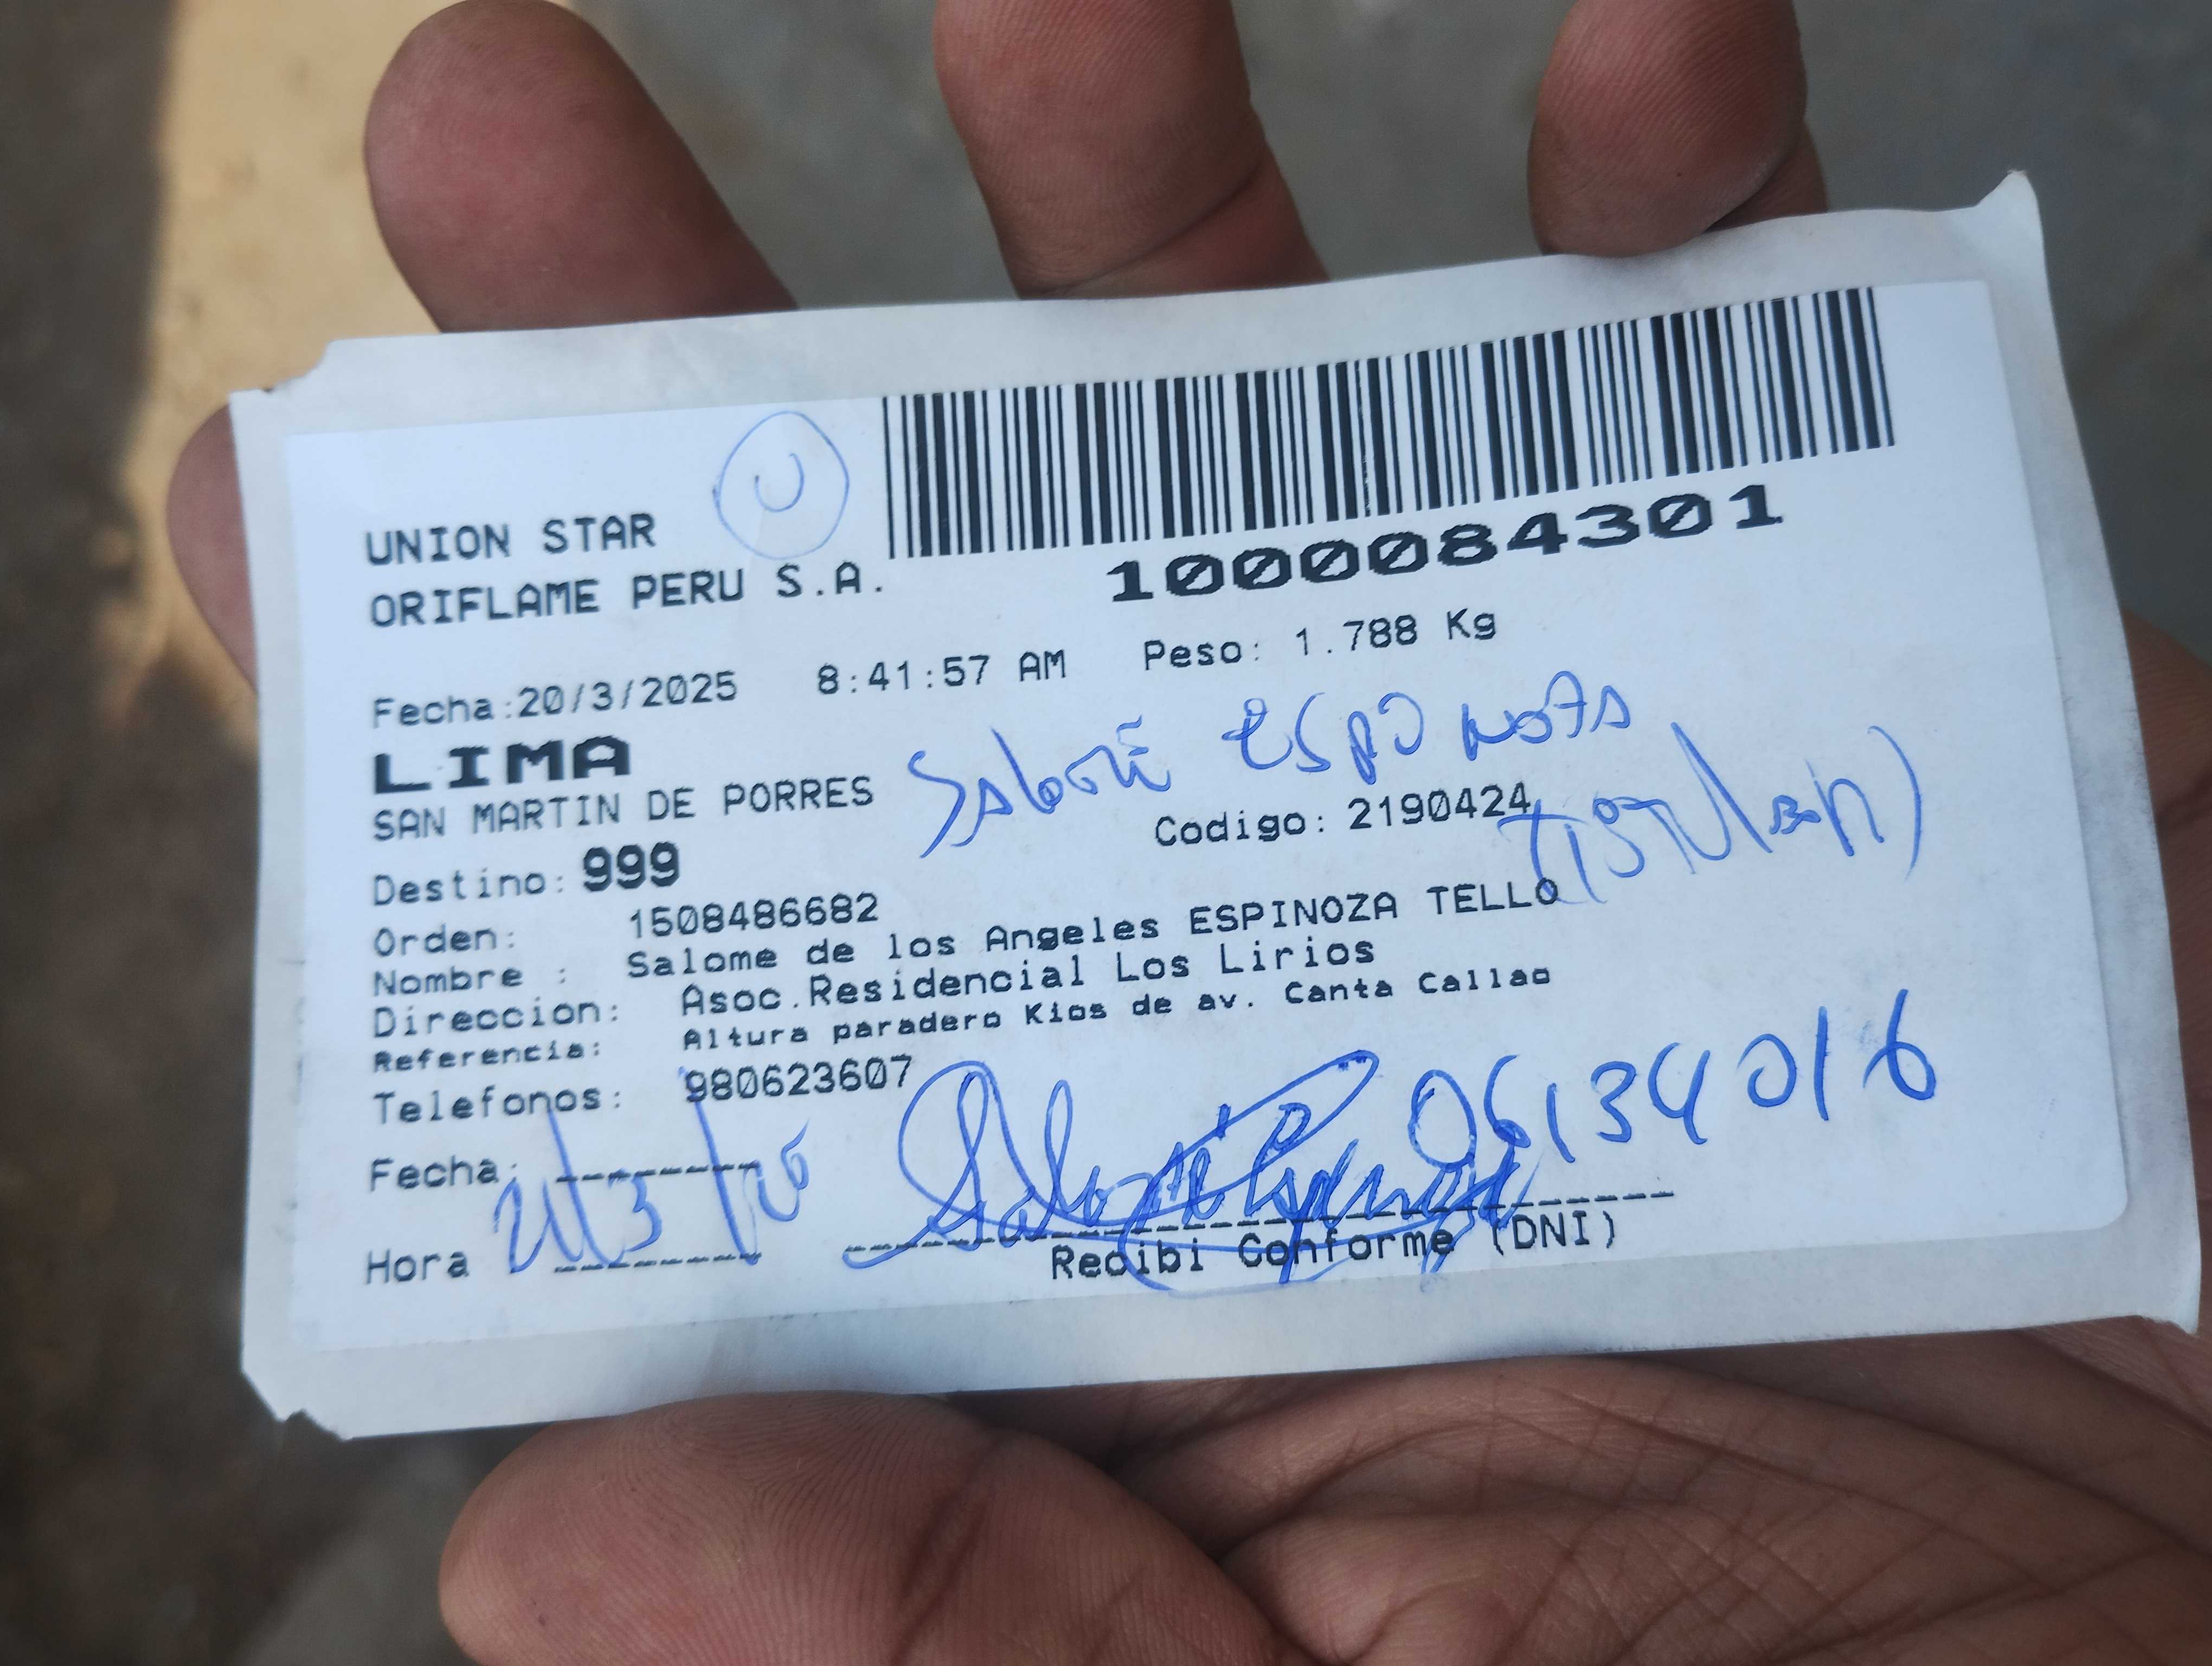 U
UNION STAR
ORIFLAME PERU S.A.
1000084301
Fecha:20/3/2025 8:41:57 AM Peso: 1.788 Kg
LIMA
SAN MARTIN DE PORRES
Codigo: 2190424
Destino: 999
Orden: 1508486682
Nombre : Salome de los Angeles ESPINOZA TELLO
Direccion: Asoc.Residencial Los Lirios
Referencia: Altura paradero Kios de av. Canta Callao
Telefonos: 980623607
06134016
Fecha:
Hora
Recibi Conforme (DNI)